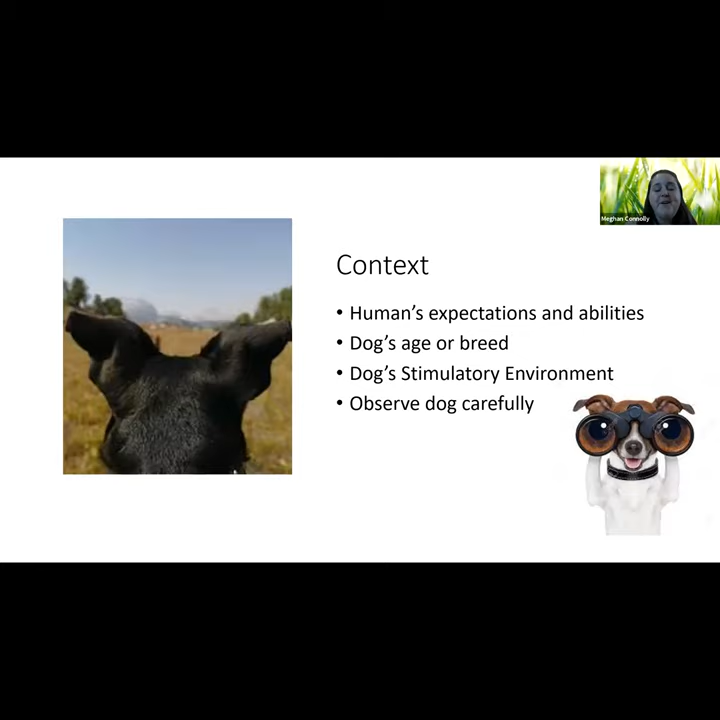 Meghan Connolly
Context
• Human's expectations and abilities
• Dog's age or breed
• Dog's Stimulatory Environment
• Observe dog carefully